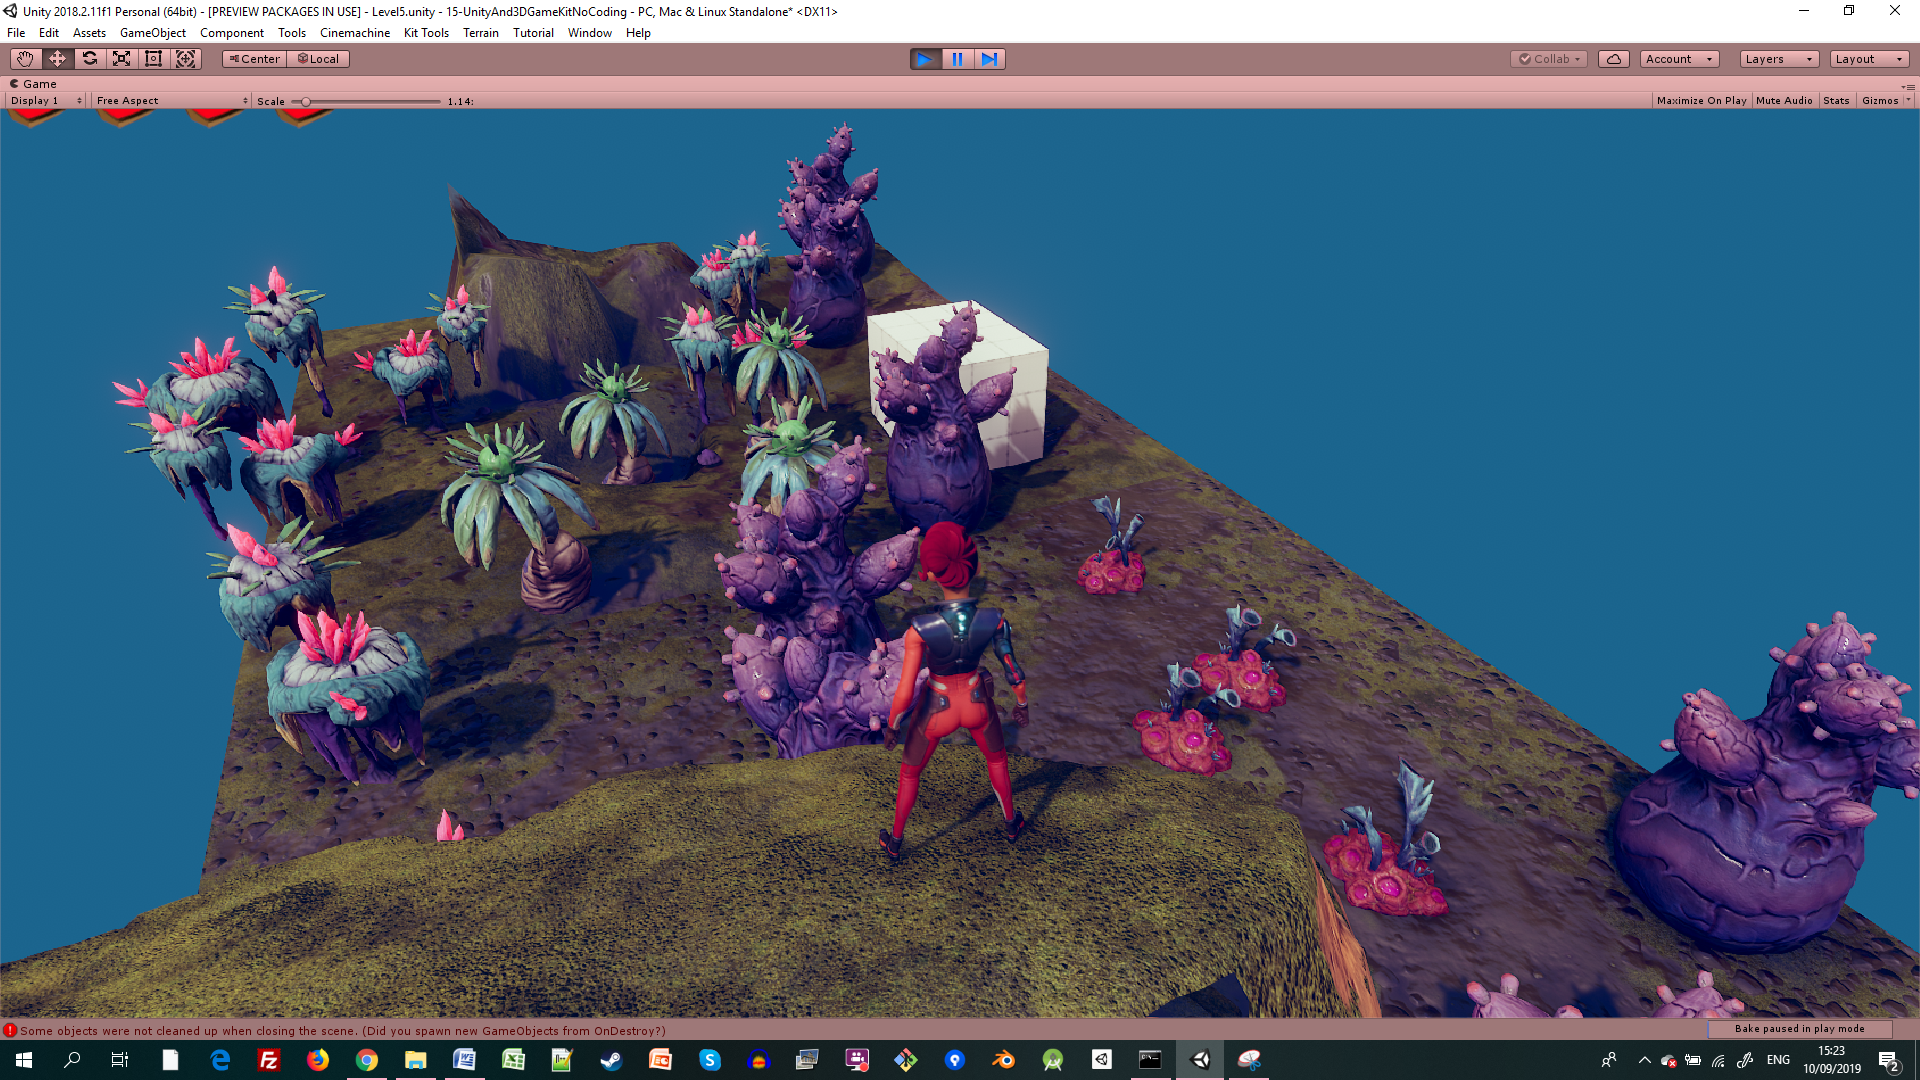 Unity 2018.2.11f1 Personal (64bit) - [PREVIEW PACKAGES IN USE] - Level5.unity - 15-UnityAnd3DGameKitNoCoding - PC, Mac & Linux Standalone* <DX11>
File Edit Assets GameObject Component Tools Cinemachine Kit Tools Terrain Tutorial Window Help
Center Local Collab Account Layers Layout
Game
Display 1 Free Aspect Scale 1.14: Maximize On Play Mute Audio Stats Gizmos
Some objects were not cleaned up when closing the scene. (Did you spawn new GameObjects from OnDestroy?)
Bake paused in play mode
ENG
15:23
10/09/2019
2